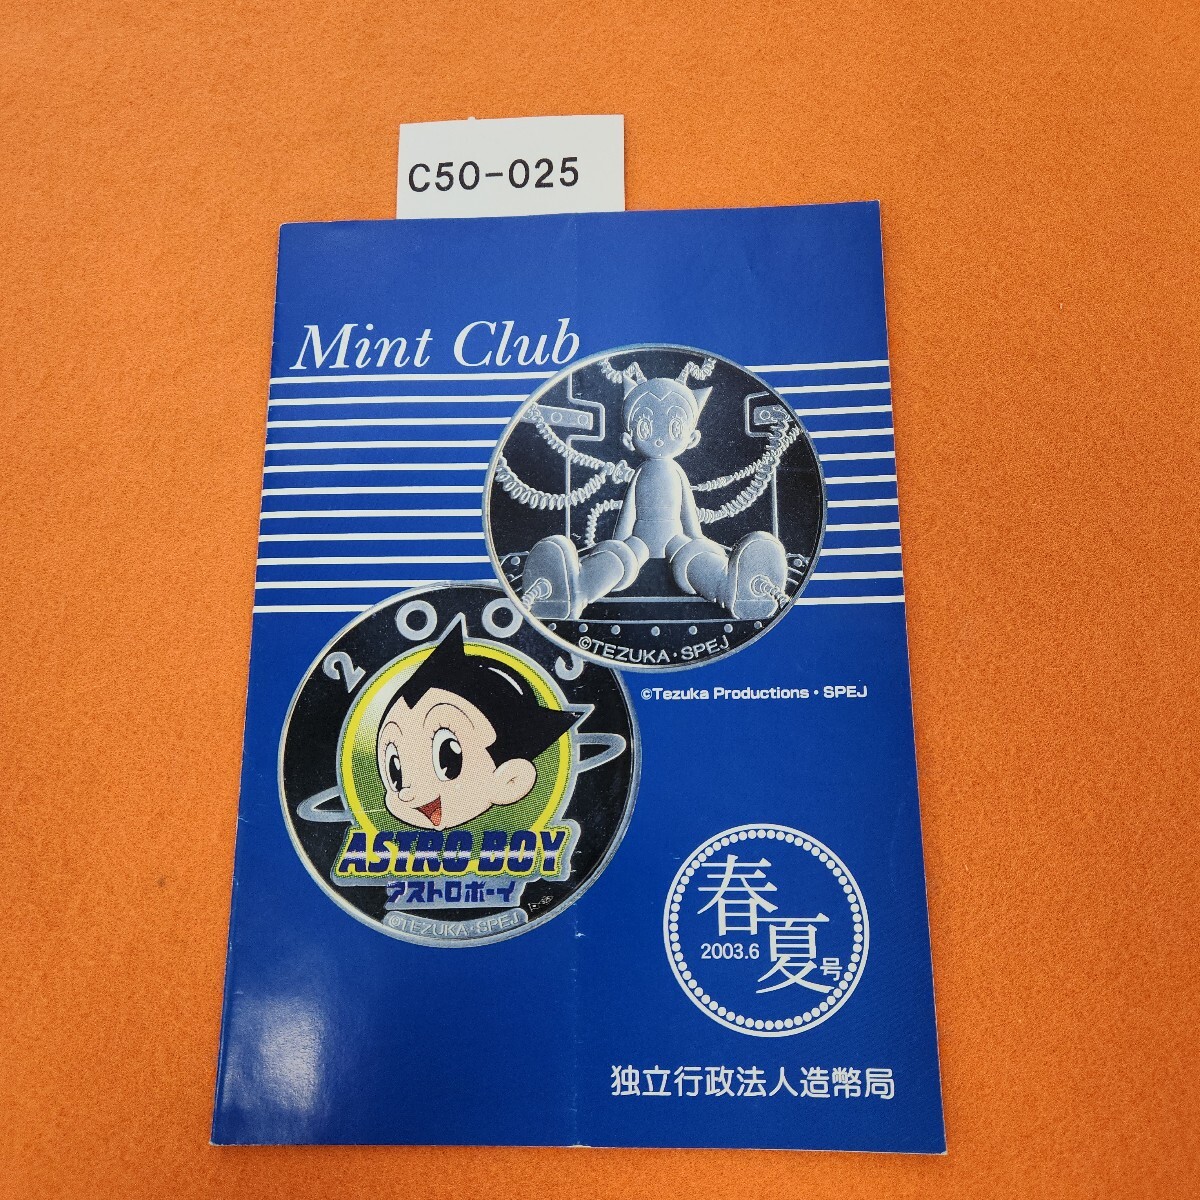 C50-025
Mint Club
©TEZUKA・SPEJ
©Tezuka Productions・SPEJ
2003
ASTRO BOY
アストロボーイ
©TEZUKA・SPEJ
春
2003.6
夏号
独立行政法人造幣局